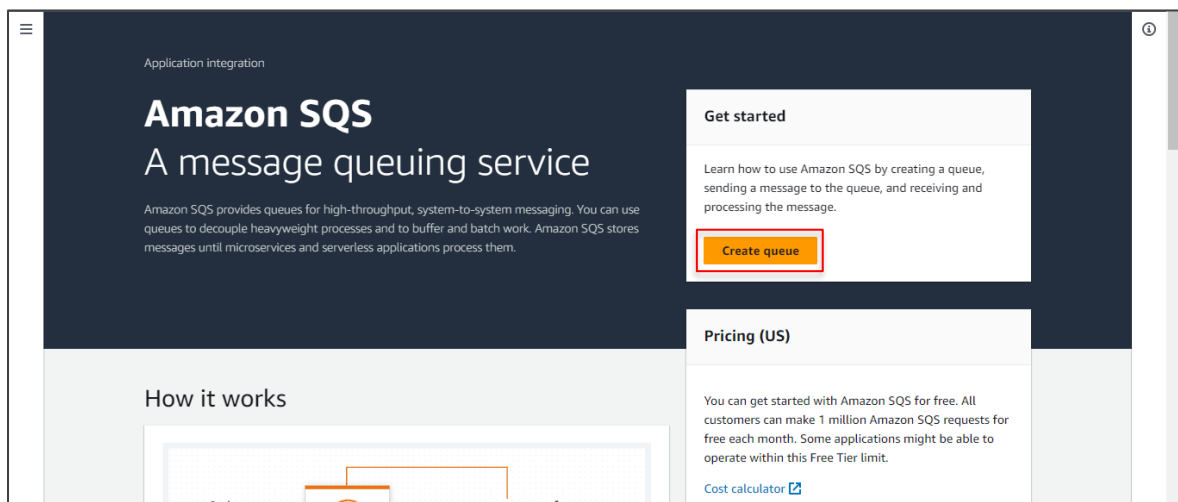 Application integration
Amazon SQS
A message queuing service
Amazon SQS provides queues for high-throughput, system-to-system messaging. You can use
queues to decouple heavyweight processes and to buffer and batch work. Amazon SQS stores
messages until microservices and serverless applications process them.
Get started
Learn how to use Amazon SQS by creating a queue,
sending a message to the queue, and receiving and
processing the message.
Create queue
Pricing (US)
You can get started with Amazon SQS for free. All
customers can make 1 million Amazon SQS requests for
free each month. Some applications might be able to
operate within this Free Tier limit.
Cost calculator
How it works